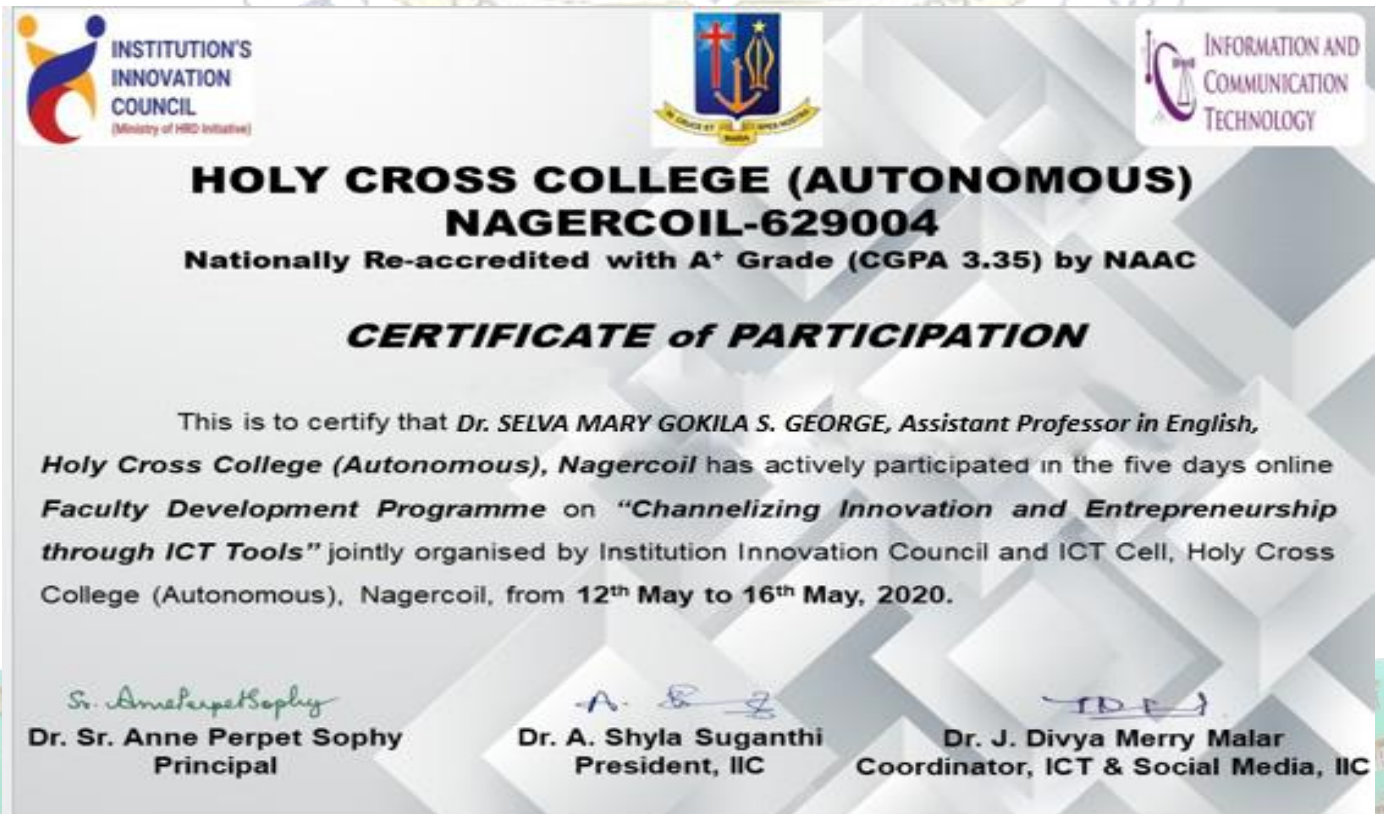 INSTITUTION'S
INNOVATION
COUNCIL
(Ministry of HRD Initiative)
INFORMATION AND
COMMUNICATION
TECHNOLOGY
HOLY CROSS COLLEGE (AUTONOMOUS)
NAGERCOIL-629004
Nationally Re-accredited with A⁺ Grade (CGPA 3.35) by NAAC
CERTIFICATE of PARTICIPATION
This is to certify that Dr. SELVA MARY GOKILA S. GEORGE, Assistant Professor in English,
Holy Cross College (Autonomous), Nagercoil has actively participated in the five days online
Faculty Development Programme on "Channelizing Innovation and Entrepreneurship
through ICT Tools" jointly organised by Institution Innovation Council and ICT Cell, Holy Cross
College (Autonomous), Nagercoil, from 12th May to 16th May, 2020.
Sr. AnnePerpetSophy
Dr. Sr. Anne Perpet Sophy
Principal
Dr. A. Shyla Suganthi
President, IIC
Dr. J. Divya Merry Malar
Coordinator, ICT & Social Media, IIC